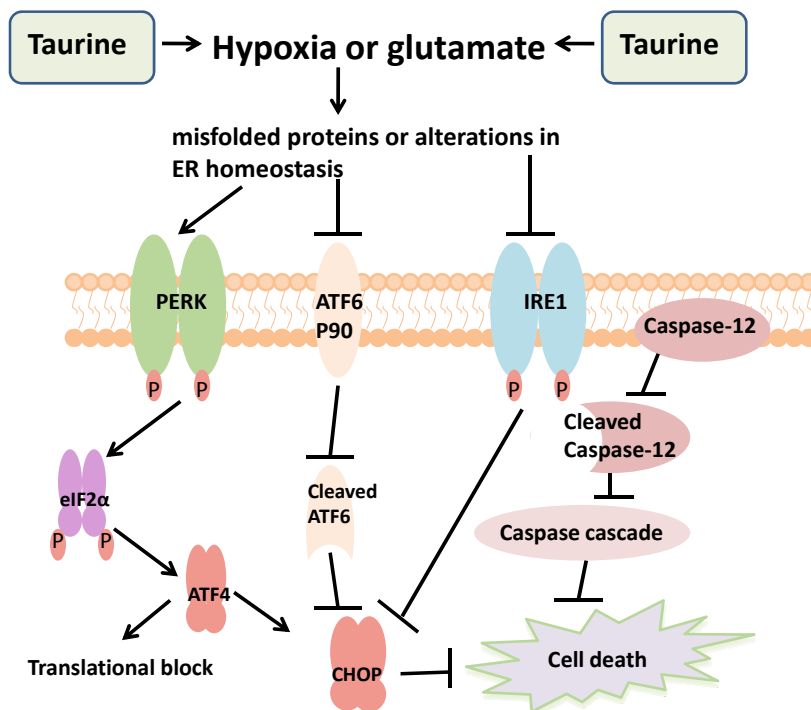 Taurine
Hypoxia or glutamate
Taurine
misfolded proteins or alterations in
ER homeostasis
PERK
ATF6
P90
IRE1
Caspase-12
P
P
P
P
Cleaved
Caspase-12
eIF2α
Cleaved
ATF6
P
P
Caspase cascade
ATF4
Translational block
CHOP
Cell death